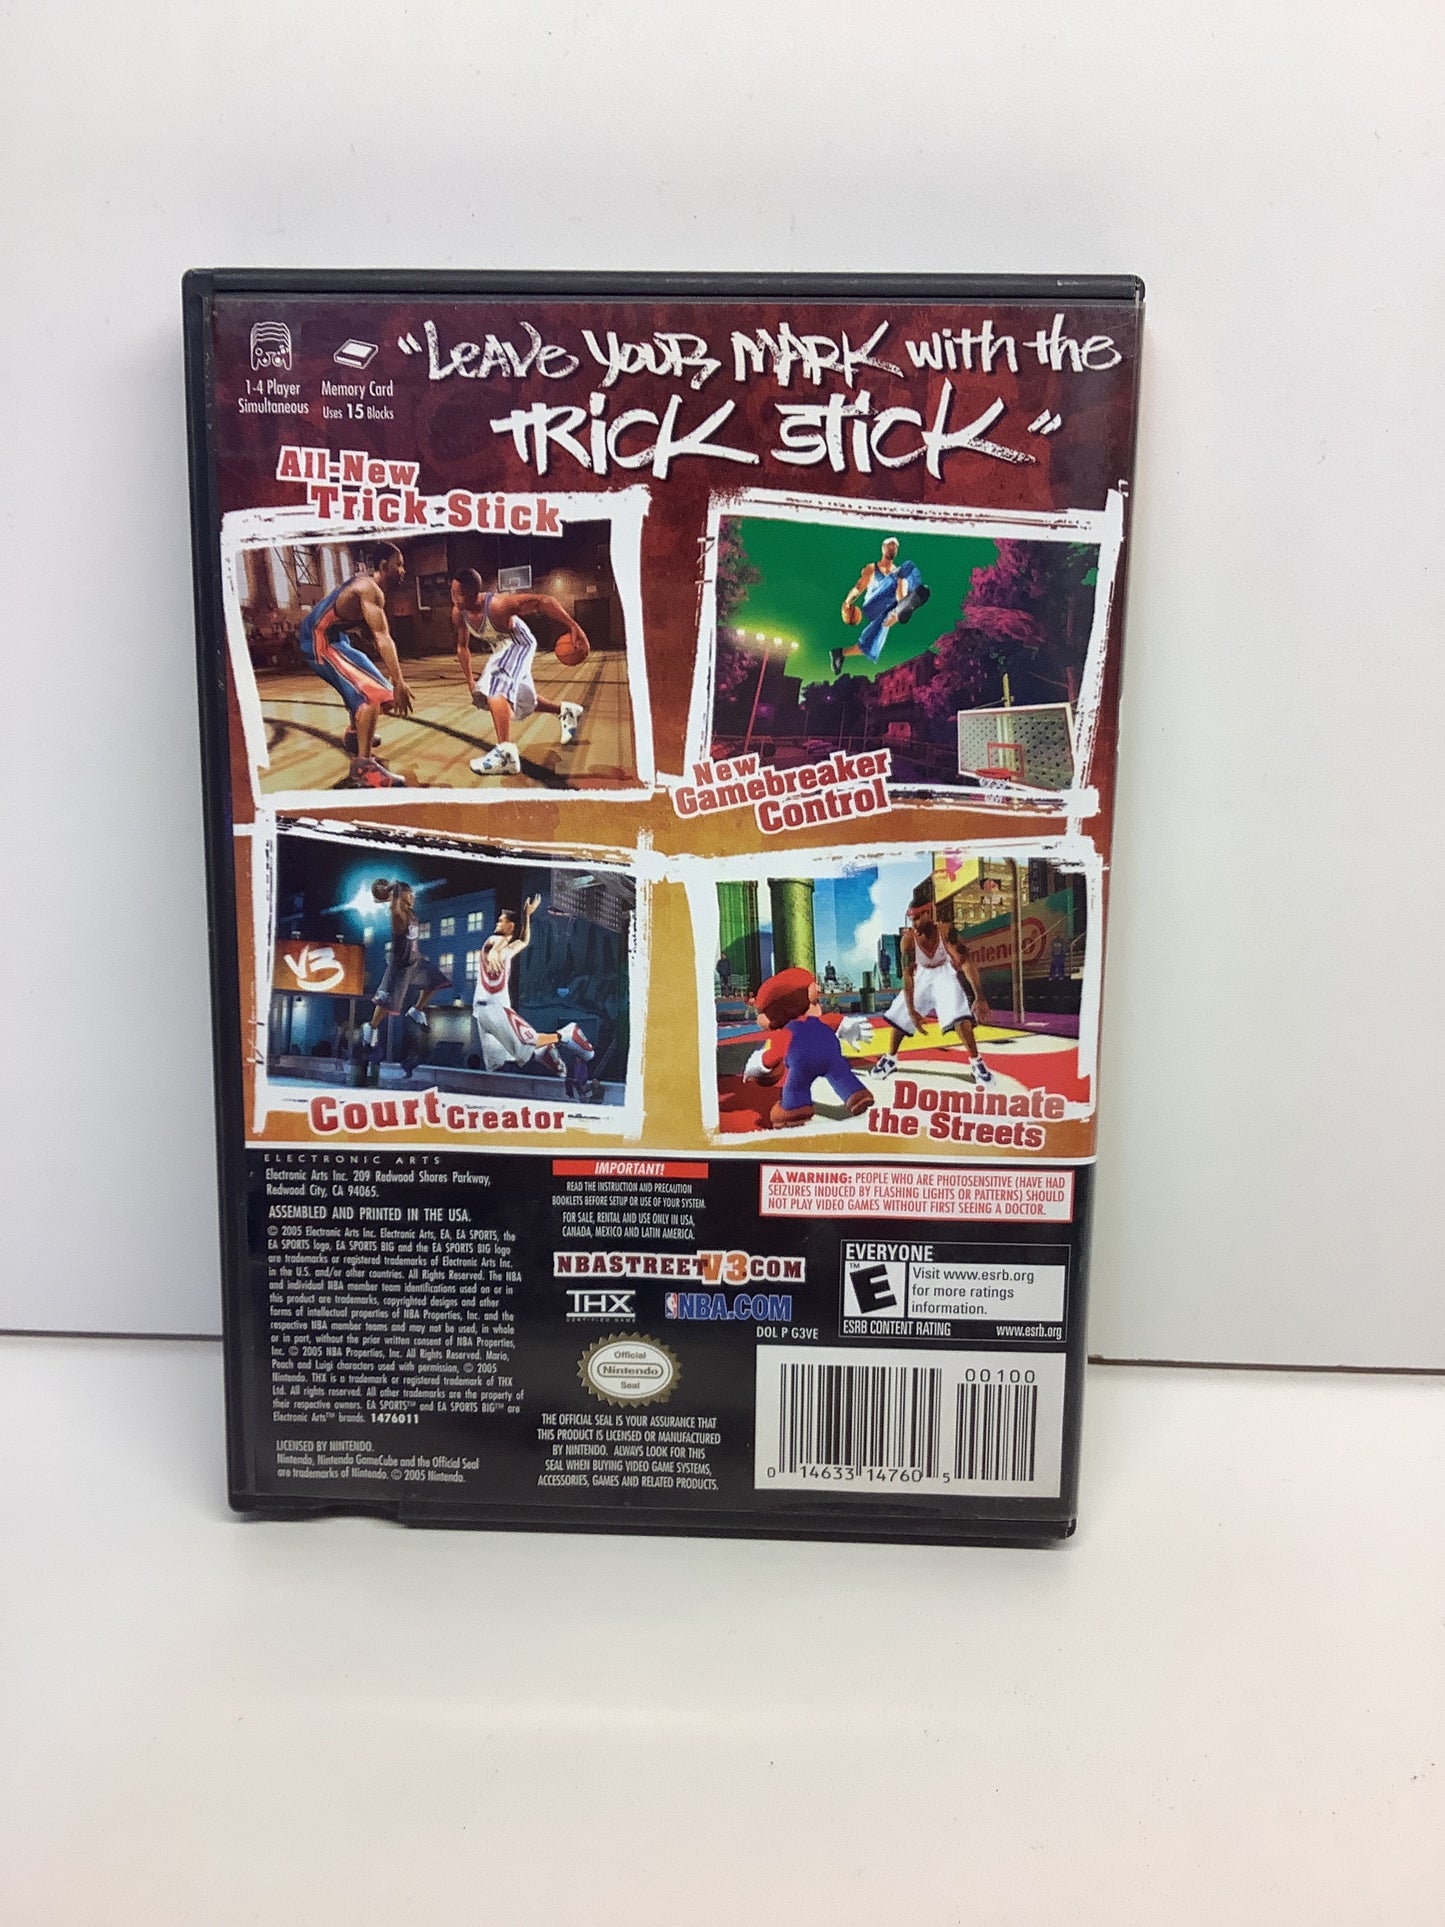 1-4 Player
Simultaneous
Memory Card
Uses 15 Blocks
"LEAVE YOUR MARK with the
TRICK STICK"
All-New
Trick Stick
New
Gamebreaker
Control
V3
Court Creator
Nintendo
Dominate
the Streets
ELECTRONIC ARTS
Electronic Arts Inc. 209 Redwood Shores Parkway,
Redwood City, CA 94065.
ASSEMBLED AND PRINTED IN THE USA.
© 2005 Electronic Arts Inc. Electronic Arts, EA, EA SPORTS, the
EA SPORTS logo, EA SPORTS BIG and the EA SPORTS BIG logo
are trademarks or registered trademarks of Electronic Arts Inc.
in the U.S. and/or other countries. All Rights Reserved. The NBA
and individual NBA member team identifications used on or in
this product are trademarks, copyrighted designs and other
forms of intellectual properties of NBA Properties, Inc. and the
respective NBA member teams and may not be used, in whole
or in part, without the prior written consent of NBA Properties,
Inc. © 2005 NBA Properties, Inc. All Rights Reserved. Mario,
Peach and Luigi characters used with permission, © 2005
Nintendo. THX is a trademark or registered trademark of THX
Ltd. All rights reserved. All other trademarks are the property of
their respective owners. EA SPORTS™ and EA SPORTS BIG™ are
Electronic Arts™ brands. 1476011
LICENSED BY NINTENDO.
Nintendo, Nintendo GameCube and the Official Seal
are trademarks of Nintendo. © 2005 Nintendo.
IMPORTANT!
READ THE INSTRUCTION AND PRECAUTION
BOOKLETS BEFORE SETUP OR USE OF YOUR SYSTEM.
FOR SALE, RENTAL AND USE ONLY IN USA,
CANADA, MEXICO AND LATIN AMERICA.
NBASTREETV3COM
THX
CERTIFIED GAME
NBA.COM
DOL P G3VE
Official
Nintendo
Seal
THE OFFICIAL SEAL IS YOUR ASSURANCE THAT
THIS PRODUCT IS LICENSED OR MANUFACTURED
BY NINTENDO. ALWAYS LOOK FOR THIS
SEAL WHEN BUYING VIDEO GAME SYSTEMS,
ACCESSORIES, GAMES AND RELATED PRODUCTS.
WARNING: PEOPLE WHO ARE PHOTOSENSITIVE (HAVE HAD
SEIZURES INDUCED BY FLASHING LIGHTS OR PATTERNS) SHOULD
NOT PLAY VIDEO GAMES WITHOUT FIRST SEEING A DOCTOR.
EVERYONE
E™
Visit www.esrb.org
for more ratings
information.
ESRB CONTENT RATING www.esrb.org
00100
0 14633 14760 5